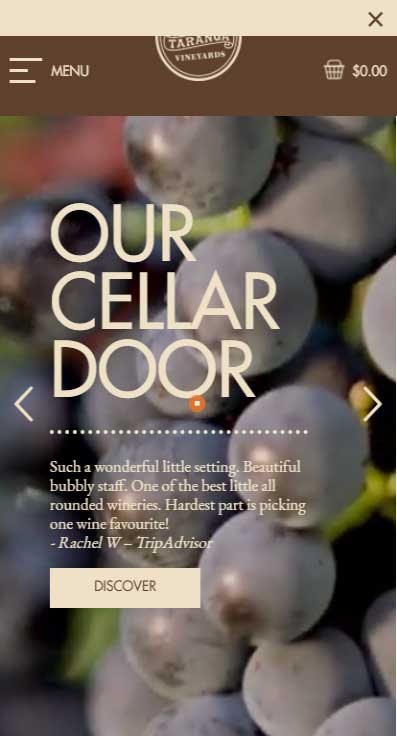 TARANGA
VINEYARDS
MENU
$0.00
OUR
CELLAR
DOOR
Such a wonderful little setting. Beautiful
bubbly staff. One of the best little all
rounded wineries. Hardest part is picking
one wine favourite!
- Rachel W – TripAdvisor
DISCOVER